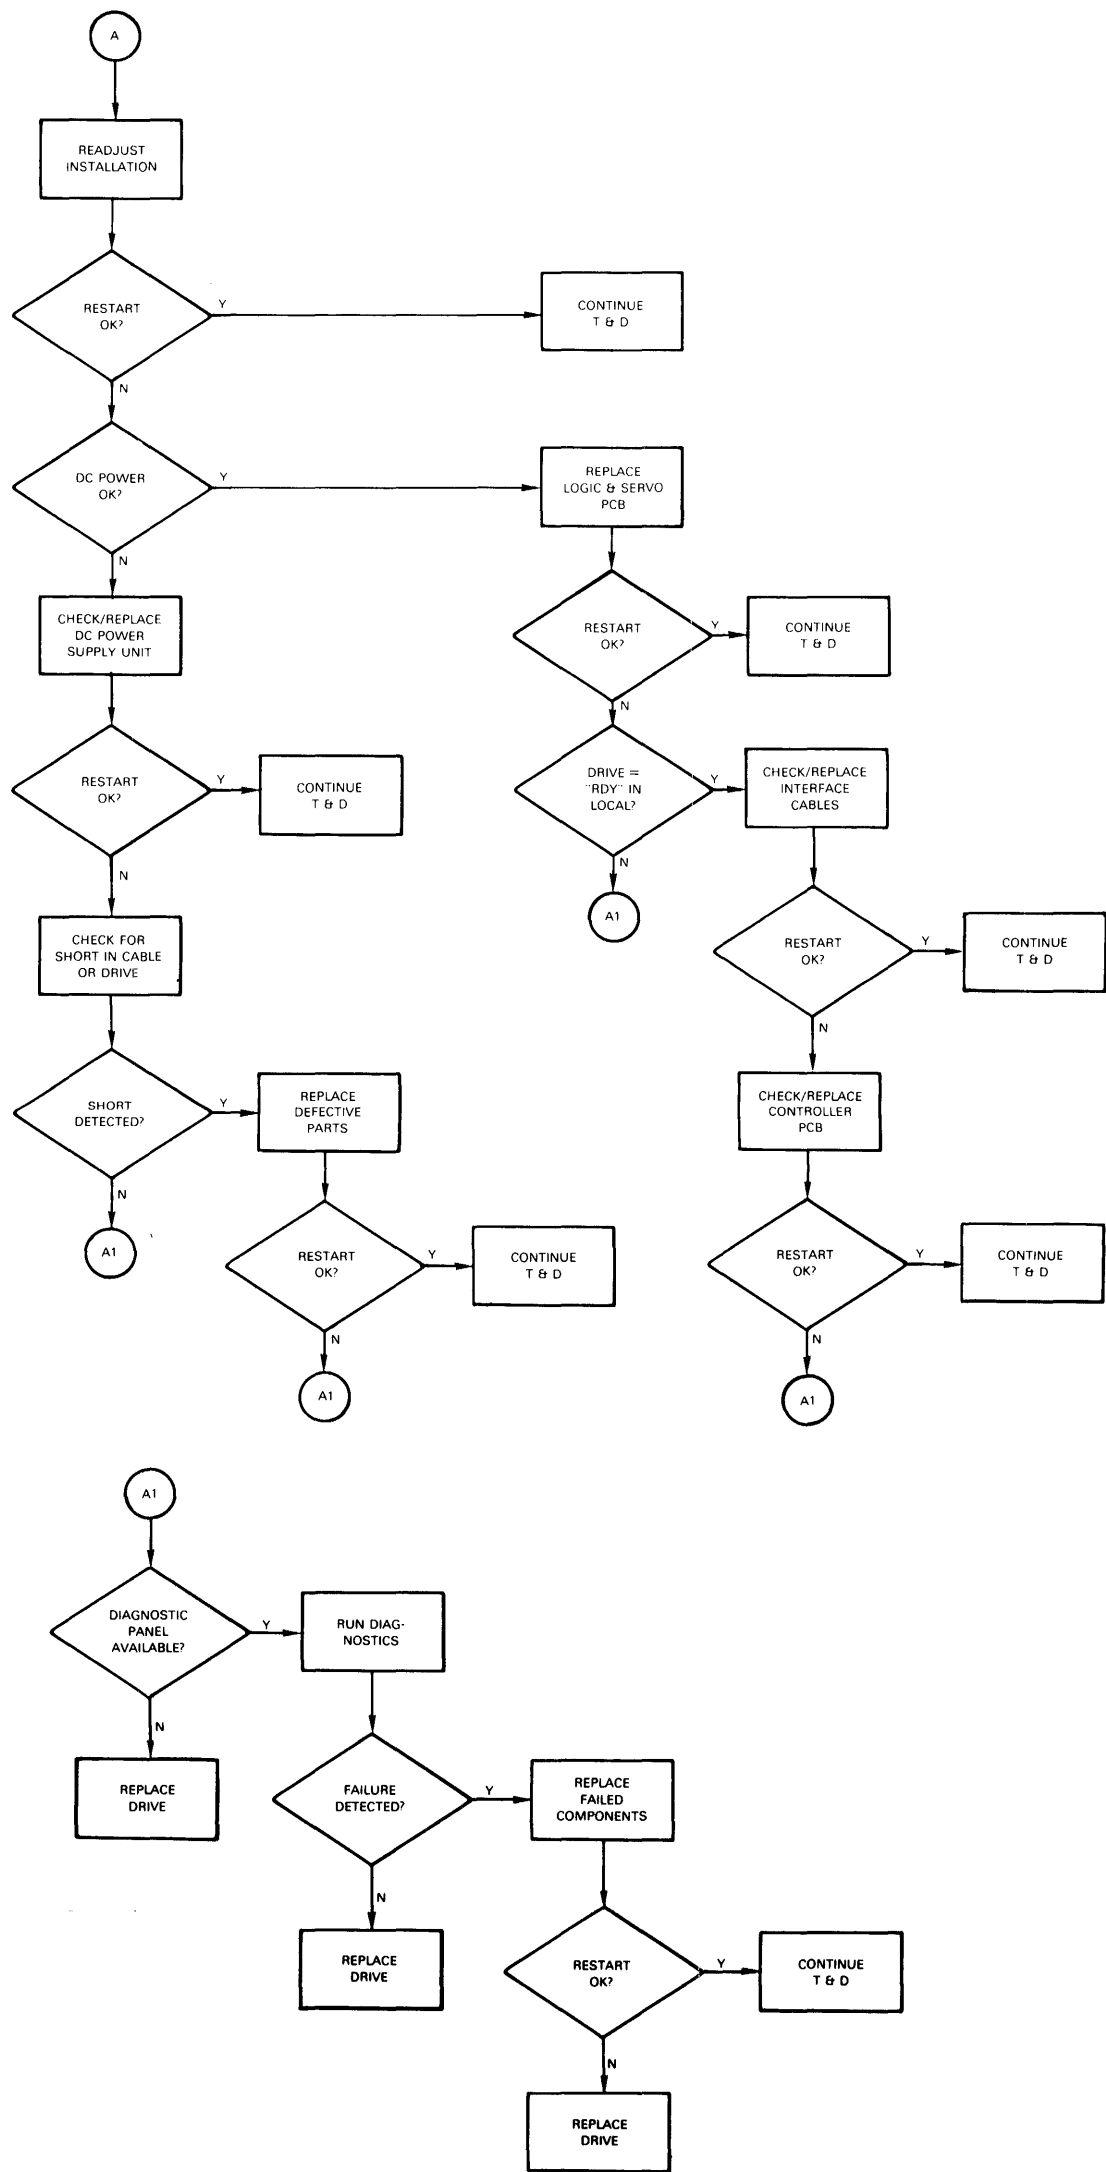 A
READJUST
INSTALLATION
RESTART
OK?
Y
CONTINUE
T & D
N
DC POWER
OK?
Y
REPLACE
LOGIC & SERVO
PCB
N
CHECK/REPLACE
DC POWER
SUPPLY UNIT
RESTART
OK?
Y
CONTINUE
T & D
N
RESTART
OK?
Y
CONTINUE
T & D
N
DRIVE =
"RDY" IN
LOCAL?
Y
CHECK/REPLACE
INTERFACE
CABLES
N
A1
CHECK FOR
SHORT IN CABLE
OR DRIVE
RESTART
OK?
Y
CONTINUE
T & D
N
SHORT
DETECTED?
Y
REPLACE
DEFECTIVE
PARTS
N
A1
CHECK/REPLACE
CONTROLLER
PCB
RESTART
OK?
Y
CONTINUE
T & D
N
A1
RESTART
OK?
Y
CONTINUE
T & D
N
A1
A1
DIAGNOSTIC
PANEL
AVAILABLE?
Y
RUN DIAG-
NOSTICS
N
REPLACE
DRIVE
FAILURE
DETECTED?
Y
REPLACE
FAILED
COMPONENTS
N
REPLACE
DRIVE
RESTART
OK?
Y
CONTINUE
T & D
N
REPLACE
DRIVE